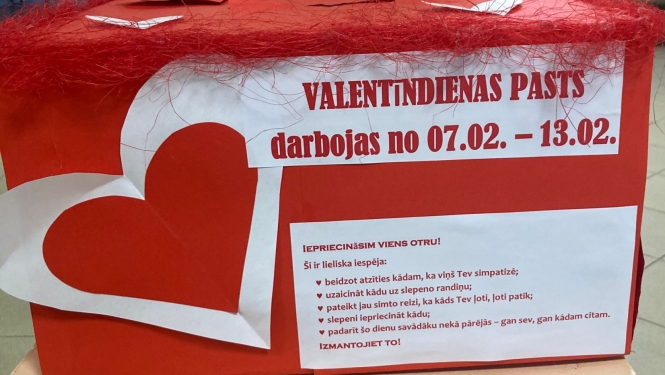 VALENTĪNDIENAS PASTS
darbojas no 07.02. – 13.02.
IEPRIECINĀSIM VIENS OTRU!
Šī ir lieliska iespēja:
♥ beidzot atzīties kādam, ka viņš Tev simpatizē;
♥ uzaicināt kādu uz slepeno randiņu;
♥ pateikt jau simto reizi, ka kāds Tev ļoti, ļoti patīk;
♥ slepeni iepriecināt kādu;
♥ padarīt šo dienu savādāku nekā pārējās – gan sev, gan kādam citam.
IZMANTOJIET TO!